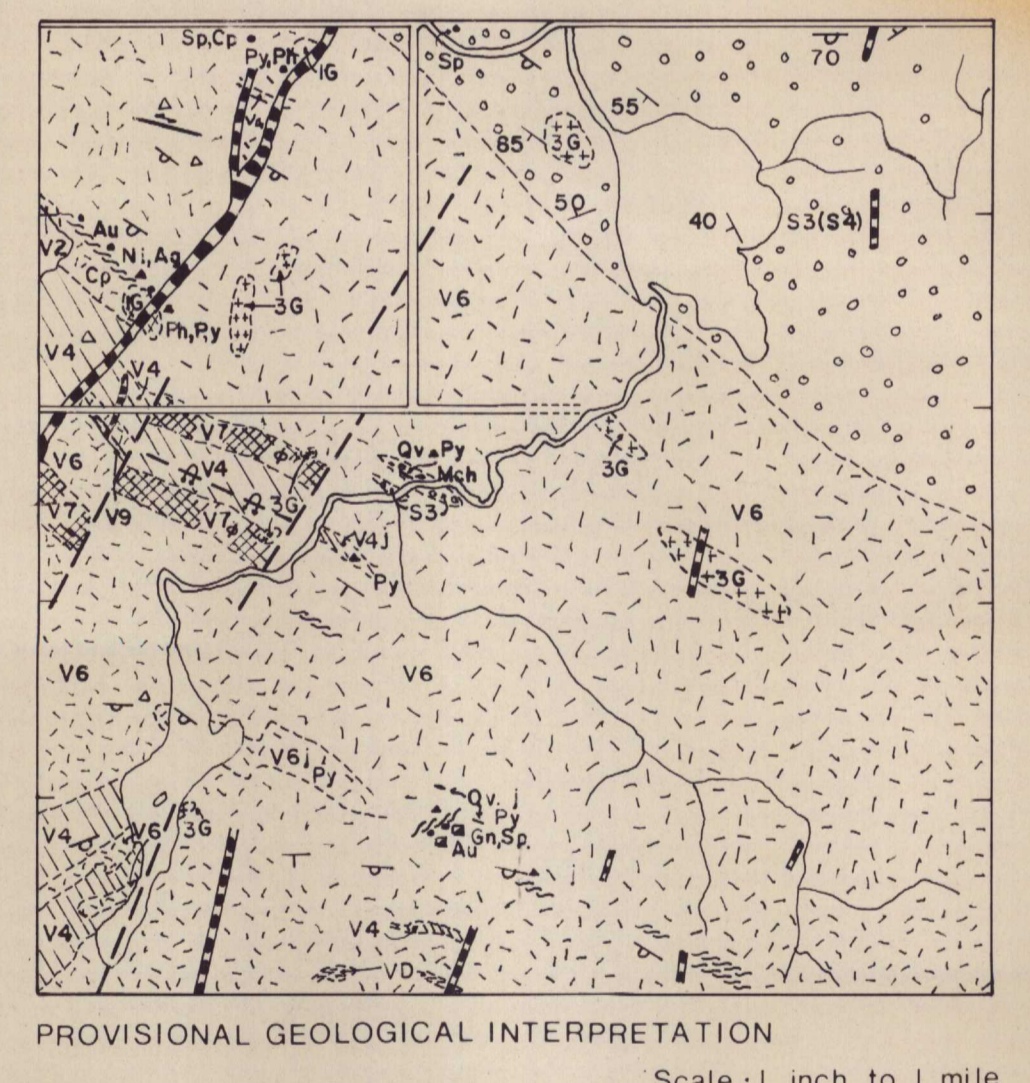 Sp,Cp
Py,Ph
IG
Sp
70
55
85
3G
50
40
S3(S4)
Au
V2
Ni,Ag
Cp
IG
3G
Ph,Py
V6
V4
V4
V7
Qv Py
Mch
3G
V6
V4
3G
S3
V6
V7
V9
V7
V4j
Py
3G
V6
V6
V6j
Py
Qv. j
Py
V4
V6
3G
Gn,Sp.
Au
V4
V4
VD
PROVISIONAL GEOLOGICAL INTERPRETATION
Scale : 1 inch to 1 mile